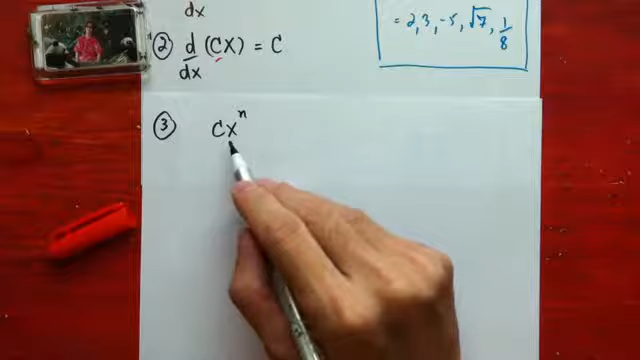 dx
= 2, 3, -5, √7, 1/8
② d/dx (CX) = C
③ CX^n